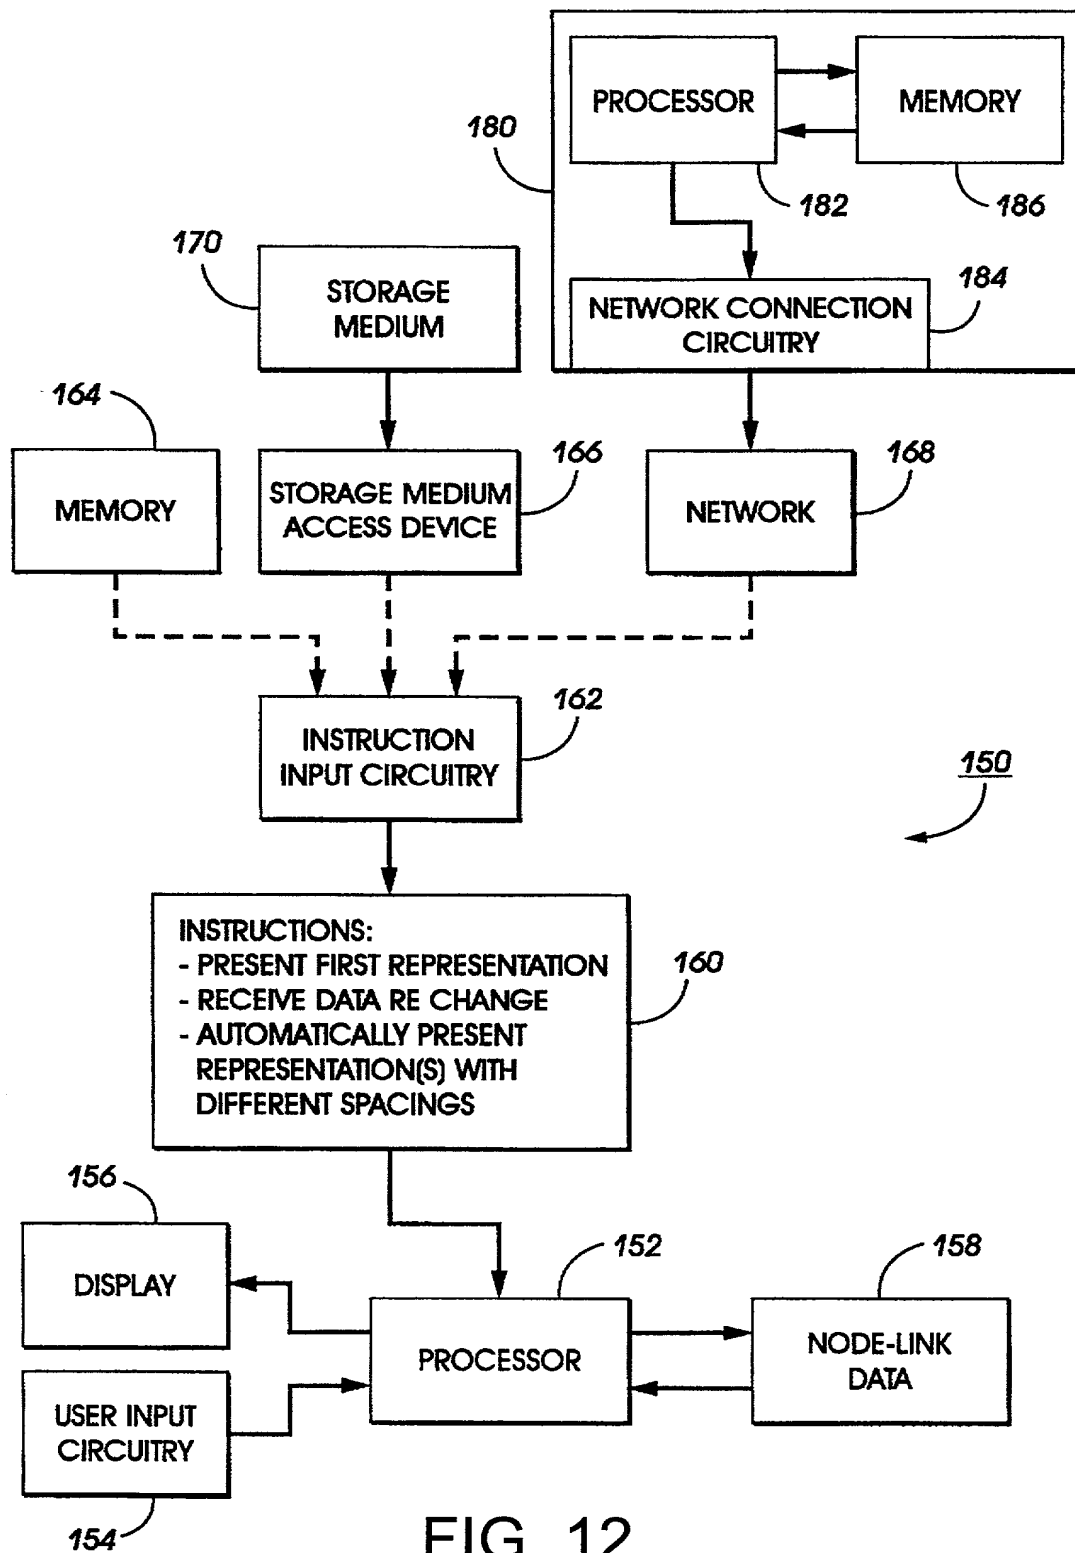 PROCESSOR
MEMORY
180
182
186
170
STORAGE
MEDIUM
184
NETWORK CONNECTION
CIRCUITRY
164
166
168
MEMORY
STORAGE MEDIUM
ACCESS DEVICE
NETWORK
162
INSTRUCTION
INPUT CIRCUITRY
150
INSTRUCTIONS:
- PRESENT FIRST REPRESENTATION
- RECEIVE DATA RE CHANGE
- AUTOMATICALLY PRESENT
REPRESENTATION(S) WITH
DIFFERENT SPACINGS
160
156
152
158
DISPLAY
PROCESSOR
NODE-LINK
DATA
USER INPUT
CIRCUITRY
154
FIG. 12